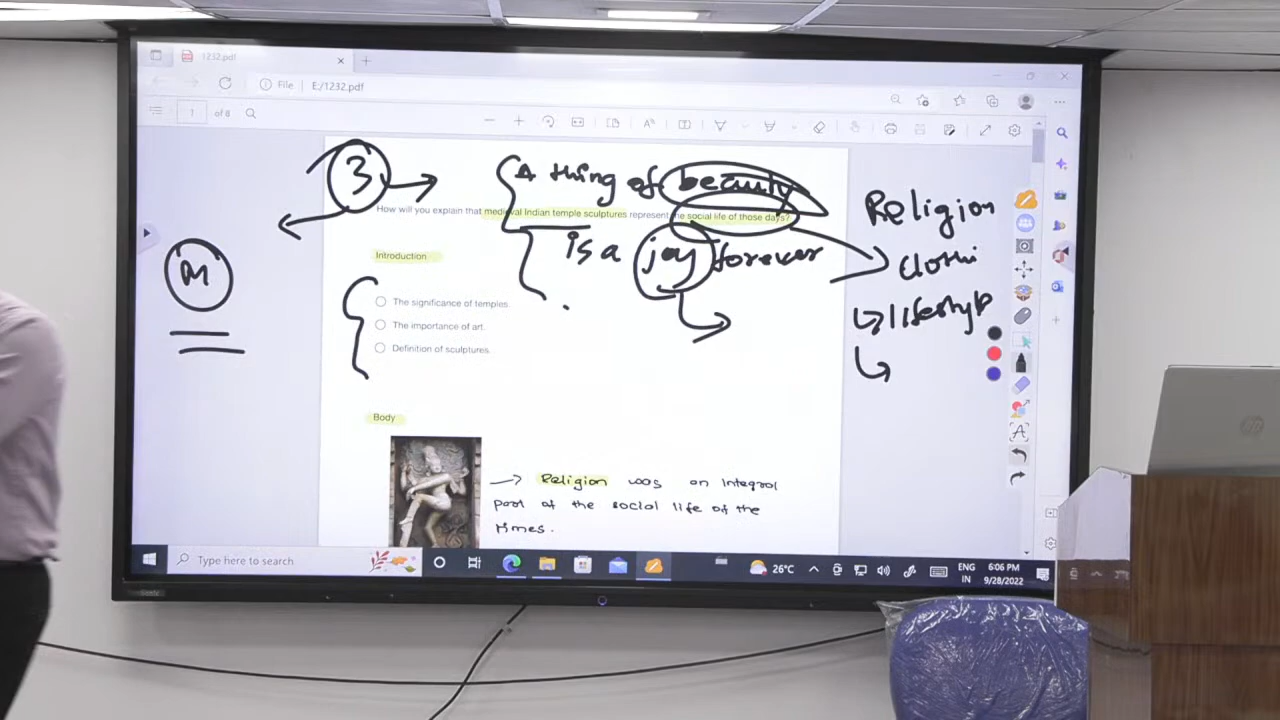 1232.pdf
File | E:/1232.pdf
1 of 8
3
A thing of beauty
is a joy forever
How will you explain that medieval Indian temple sculptures represent the social life of those days?
Religion
clothi
lifestyle
m
Introduction
The significance of temples.
The importance of art.
Definition of sculptures.
Body
Religion was an integral
part of the social life of the
times.
Type here to search
26°C
ENG
IN
6:06 PM
9/28/2022
hp